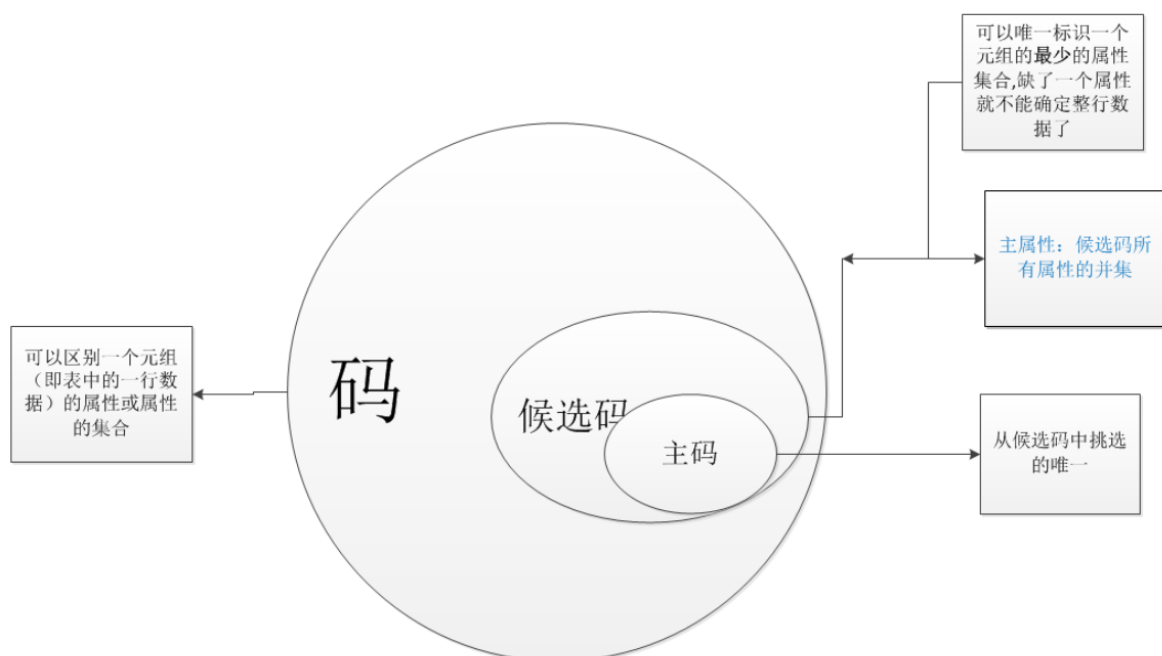 可以唯一标识一个
元组的最少的属性
集合,缺了一个属性
就不能确定整行数
据了
主属性：候选码所
有属性的并集
可以区别一个元组
（即表中的一行数
据）的属性或属性
的集合
码
候选码
主码
从候选码中挑选
的唯一